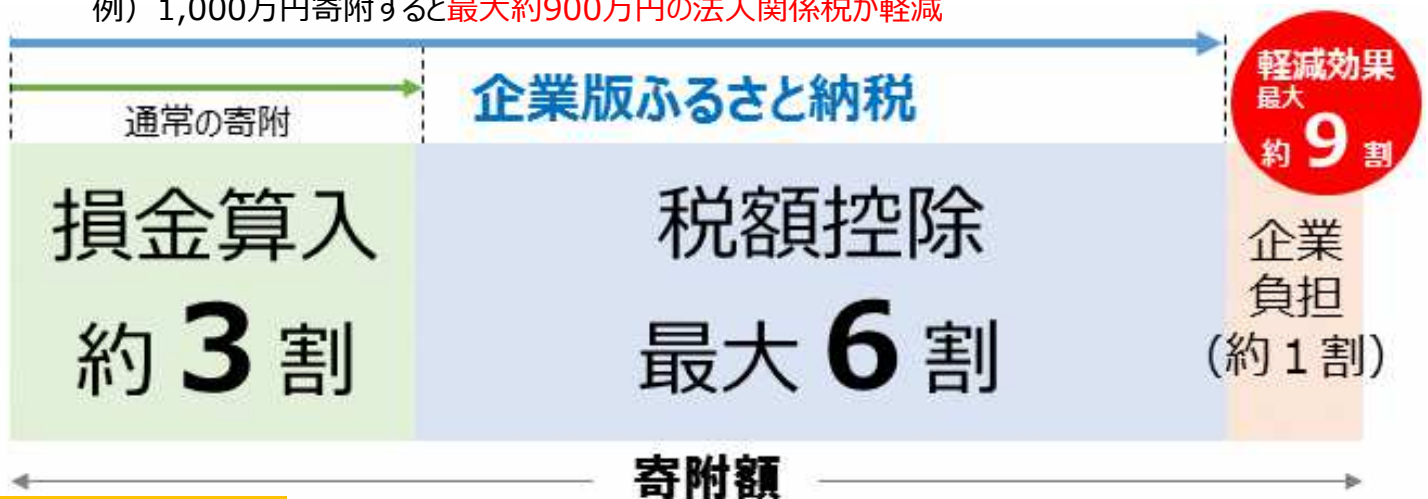 例）1,000万円寄附すると最大約900万円の法人関係税が軽減
通常の寄附
企業版ふるさと納税
軽減効果
最大
約9割
損金算入
約3割
税額控除
最大6割
企業
負担
（約1割）
寄附額